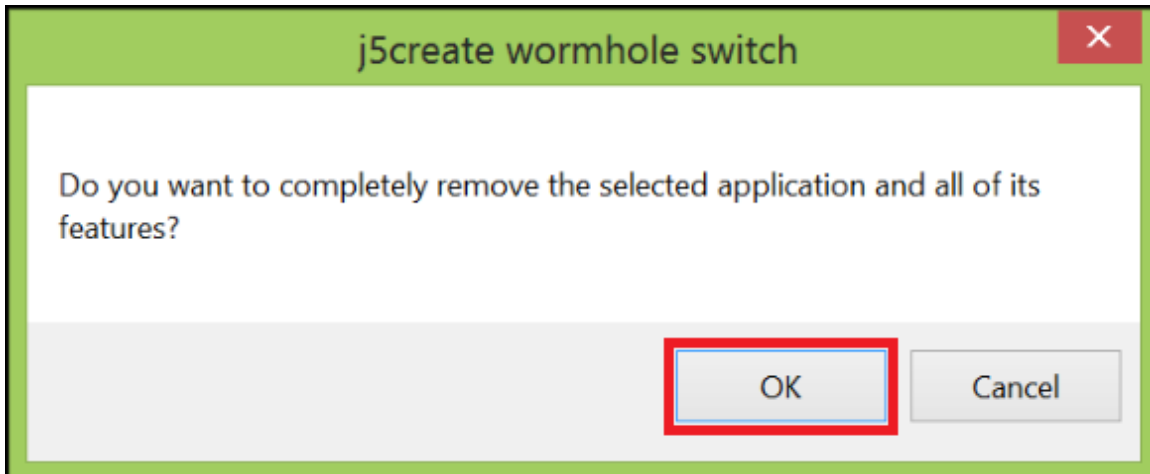 j5create wormhole switch
Do you want to completely remove the selected application and all of its
features?
OK
Cancel